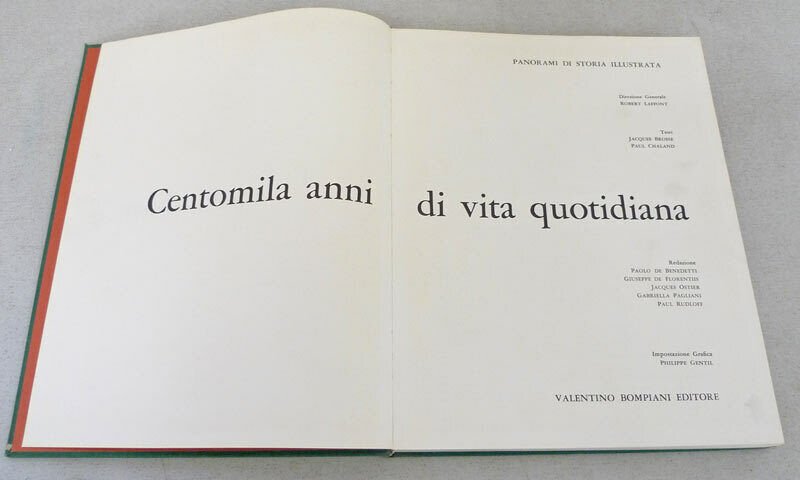 PANORAMI DI STORIA ILLUSTRATA
Direzione Generale
ROBERT LAFFONT
Testi
JACQUES BROSSE
PAUL CHALAND
Centomila anni di vita quotidiana
Redazione
PAOLO DE BENEDETTI
GIUSEPPE DE FLORENTIIS
JACQUES OSTIER
GABRIELLA PAGLIANI
PAUL RUDLOFF
Impostazione Grafica
PHILIPPE GENTIL
VALENTINO BOMPIANI EDITORE